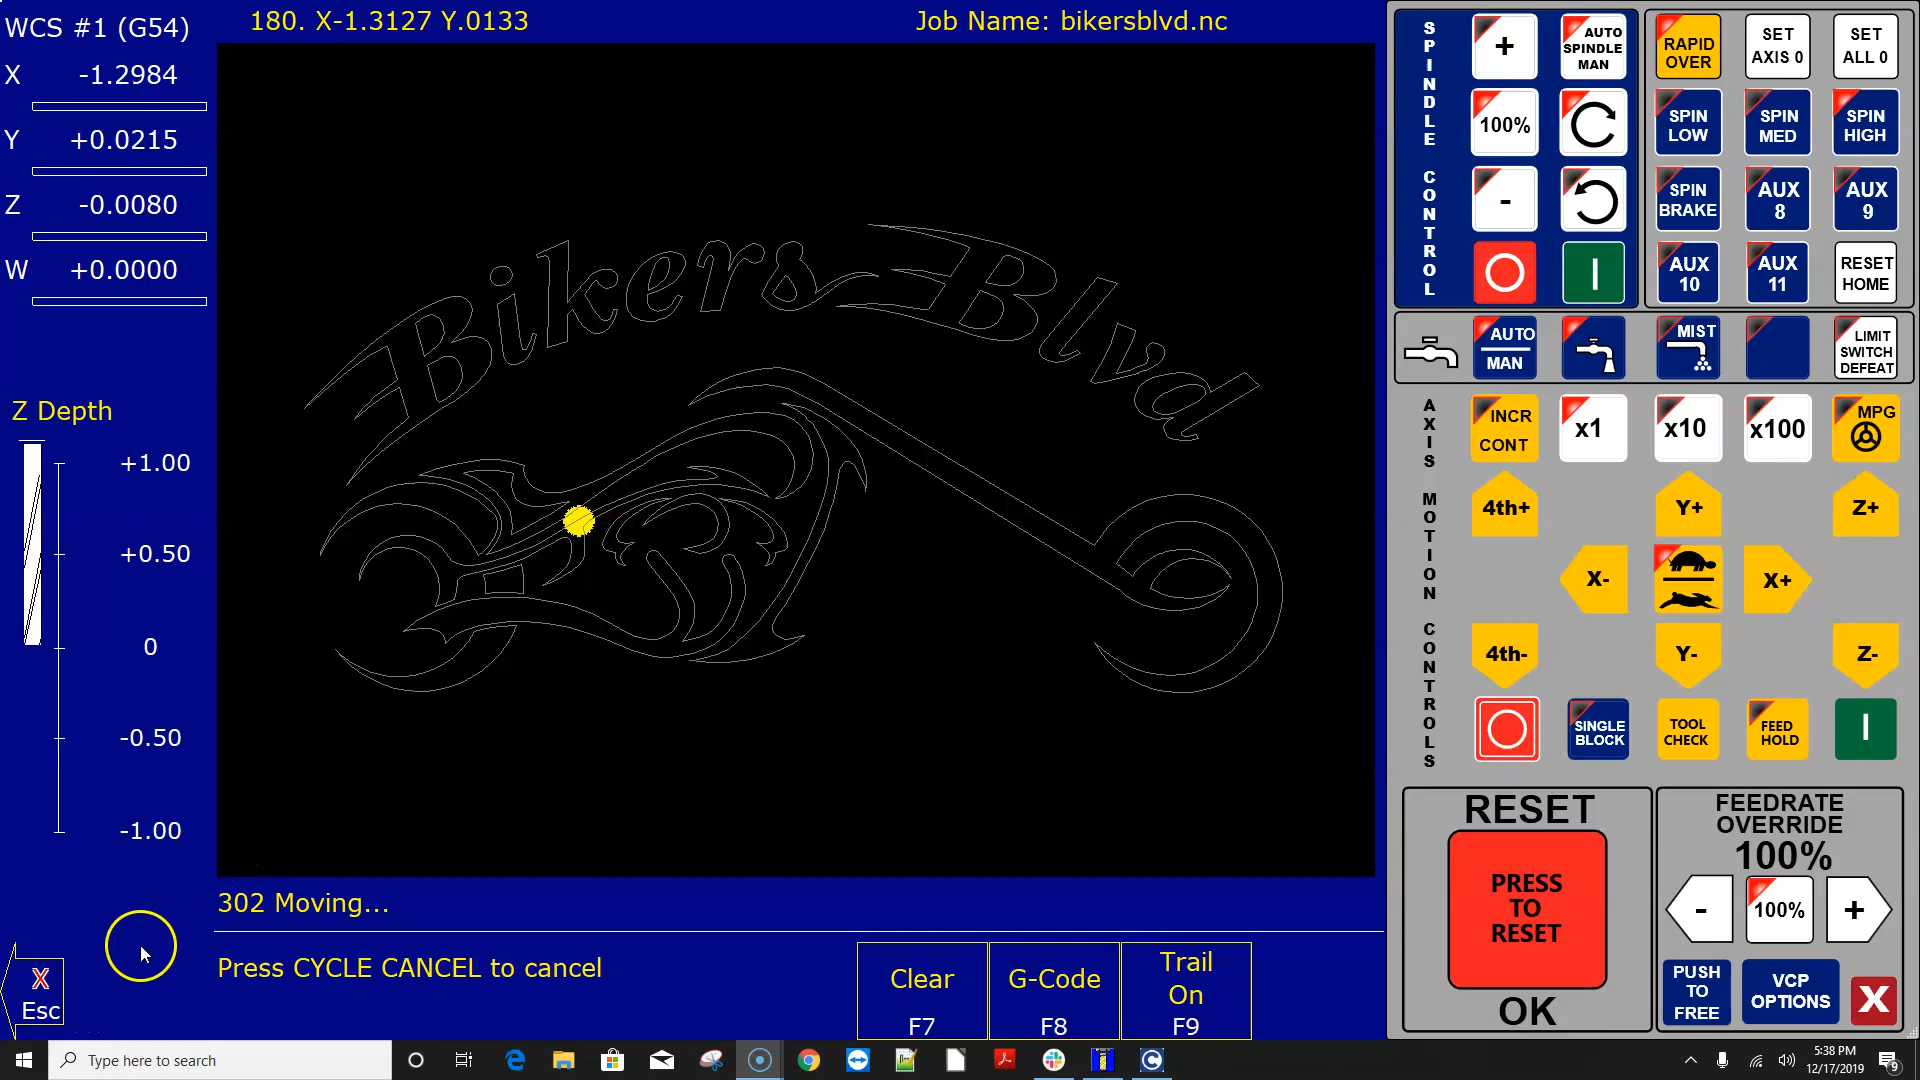 WCS #1 (G54)
180. X-1.3127 Y.0133
Job Name: bikersblvd.nc
X -1.2984
Y +0.0215
Z -0.0080
W +0.0000
Z Depth
+1.00
+0.50
0
-0.50
-1.00
Bikers Blvd
302 Moving...
Press CYCLE CANCEL to cancel
X
Esc
Clear
F7
G-Code
F8
Trail
On
F9
SPINDLE CONTROL
+
AUTO
SPINDLE
MAN
100%
-
RAPID
OVER
SET
AXIS 0
SET
ALL 0
SPIN
LOW
SPIN
MED
SPIN
HIGH
SPIN
BRAKE
AUX
8
AUX
9
AUX
10
AUX
11
RESET
HOME
AUTO
MAN
MIST
LIMIT
SWITCH
DEFEAT
AXIS MOTION CONTROLS
INCR
CONT
x1
x10
x100
MPG
4th+
Y+
Z+
X-
X+
4th-
Y-
Z-
SINGLE
BLOCK
TOOL
CHECK
FEED
HOLD
RESET
PRESS
TO
RESET
OK
FEEDRATE
OVERRIDE
100%
-
100%
+
PUSH
TO
FREE
VCP
OPTIONS
X
Type here to search
5:38 PM
12/17/2019
9